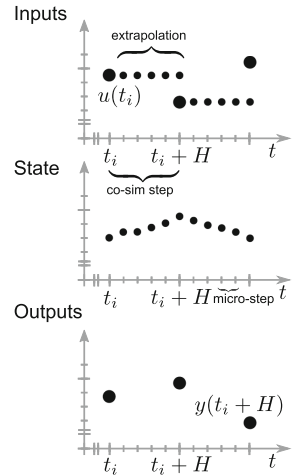 Inputs
extrapolation
u(t_i)
t_i t_i + H t
State
co-sim step
t_i t_i + H micro-step t
Outputs
y(t_i + H)
t_i t_i + H t